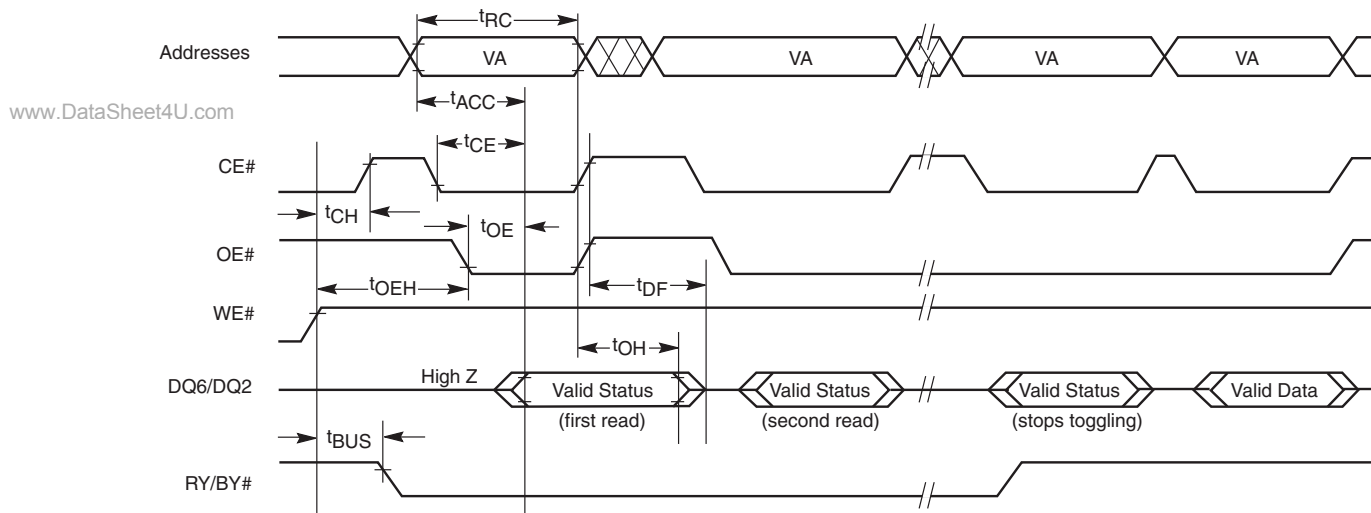 tRC
Addresses VA VA VA VA
www.DataSheet4U.com
tACC
tCE
CE#
tCH tOE
OE#
tOEH tDF
WE#
tOH
High Z
DQ6/DQ2 Valid Status Valid Status Valid Status Valid Data
(first read) (second read) (stops toggling)
tBUS
RY/BY#